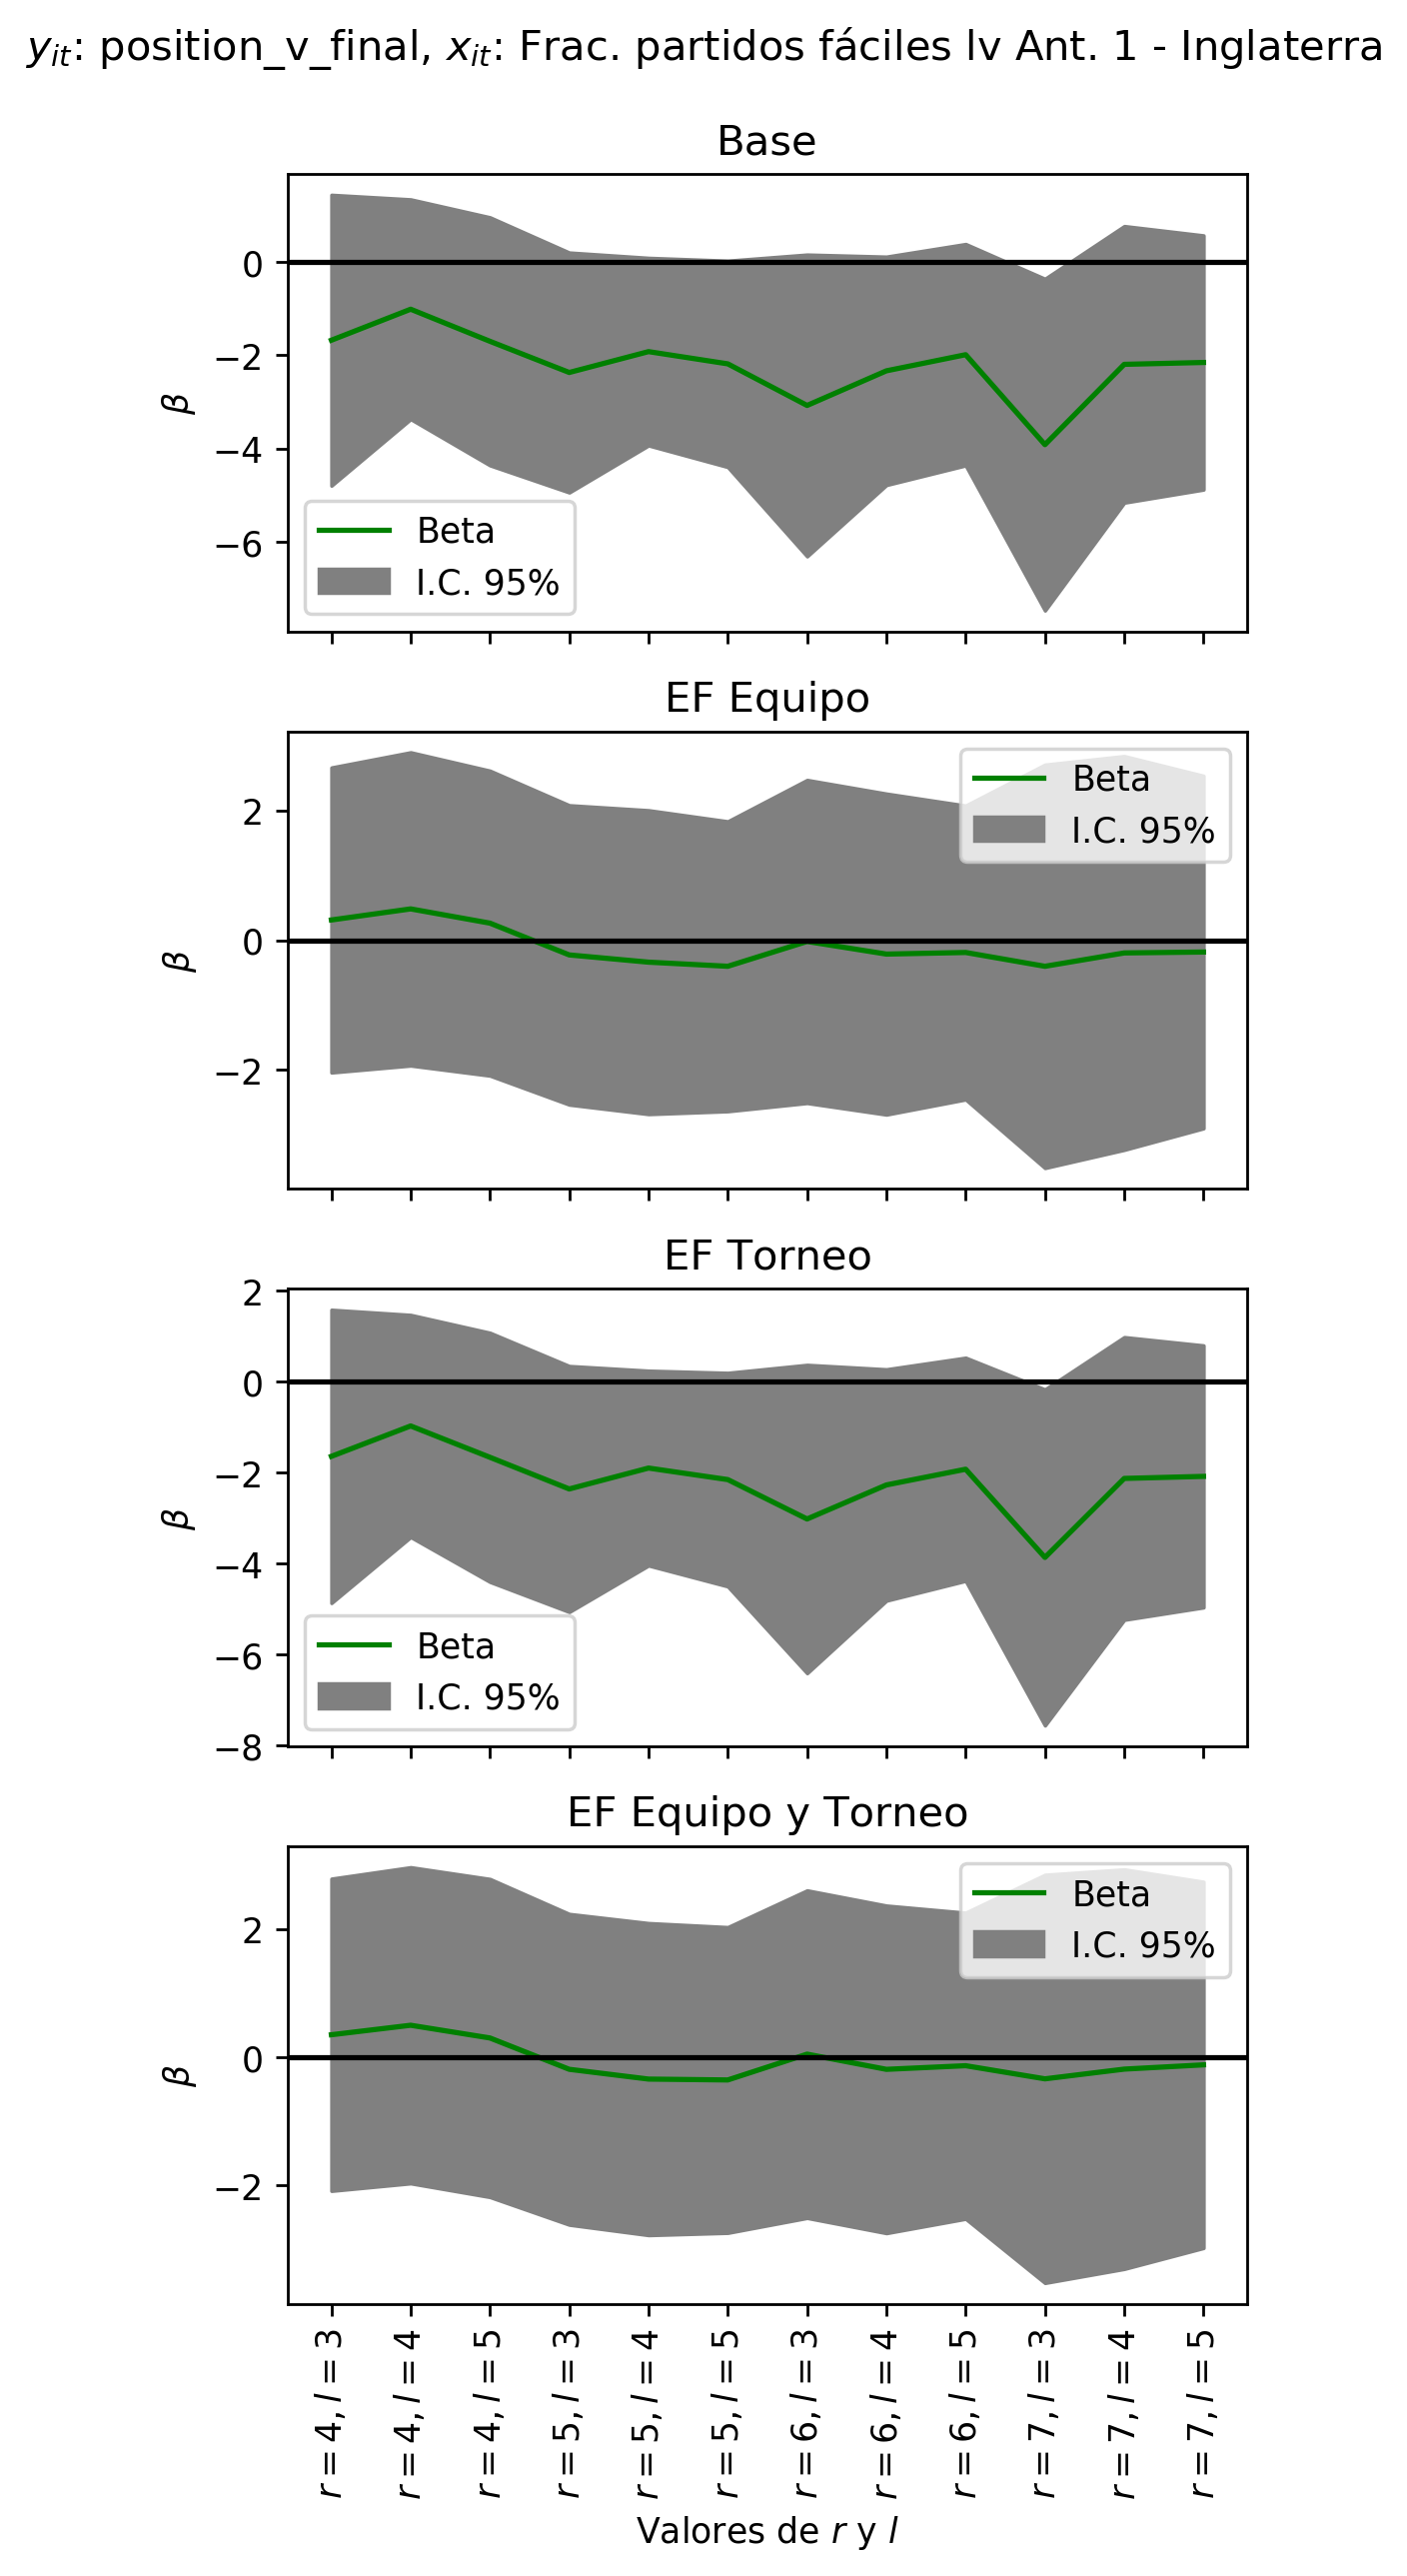 y_it: position_v_final, x_it: Frac. partidos fáciles lv Ant. 1 - Inglaterra
Base
0
−2
−4
−6
β
Beta
I.C. 95%
EF Equipo
2
0
−2
β
Beta
I.C. 95%
EF Torneo
2
0
−2
−4
−6
−8
β
Beta
I.C. 95%
EF Equipo y Torneo
2
0
−2
β
Beta
I.C. 95%
r = 4, l = 3
r = 4, l = 4
r = 4, l = 5
r = 5, l = 3
r = 5, l = 4
r = 5, l = 5
r = 6, l = 3
r = 6, l = 4
r = 6, l = 5
r = 7, l = 3
r = 7, l = 4
r = 7, l = 5
Valores de r y l